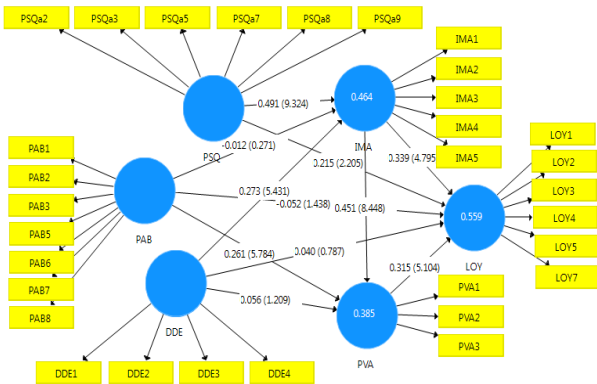 PSQa2
PSQa3
PSQa5
PSQa7
PSQa8
PSQa9
IMA1
IMA2
IMA3
IMA4
IMA5
0.464
IMA
PSQ
0.491 (9.324)
-0.012 (0.271)
0.215 (2.205)
0.339 (4.795
LOY1
LOY2
LOY3
LOY4
LOY5
LOY7
PAB1
PAB2
PAB3
PAB5
PAB6
PAB7
PAB8
PAB
0.273 (5.431)
-0.052 (1.438)
0.451 (8.448)
0.559
LOY
0.261 (5.784)
0.040 (0.787)
0.315 (5.104)
0.056 (1.209)
DDE
0.385
PVA
PVA1
PVA2
PVA3
DDE1
DDE2
DDE3
DDE4